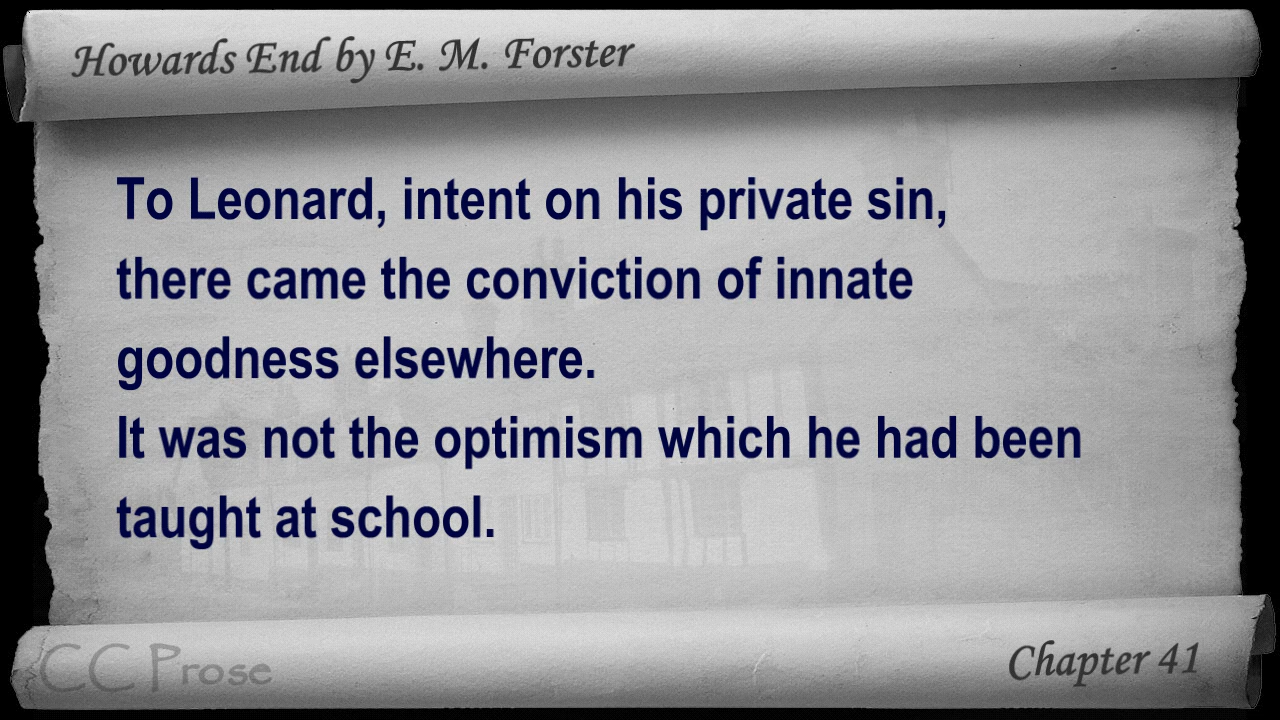 Howards End by E. M. Forster
To Leonard, intent on his private sin,
there came the conviction of innate
goodness elsewhere.
It was not the optimism which he had been
taught at school.
CC Prose
Chapter 41